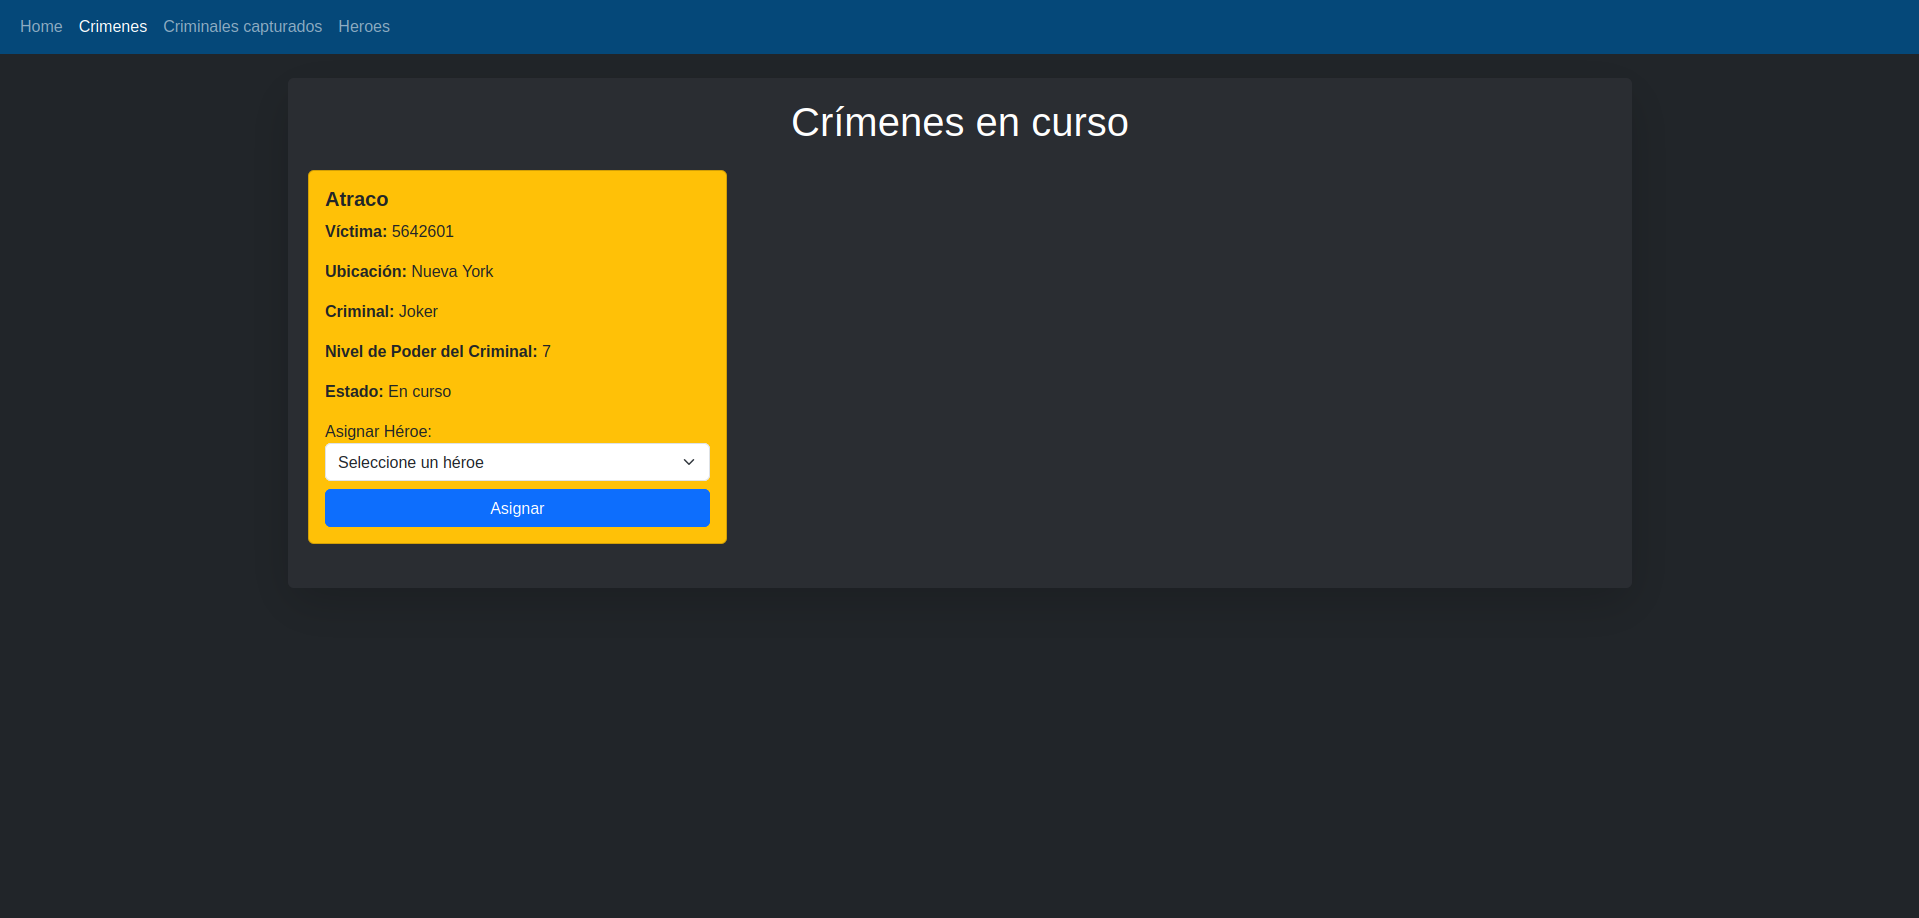 Home Crimenes Criminales capturados Heroes
Crímenes en curso
Atraco
Víctima: 5642601
Ubicación: Nueva York
Criminal: Joker
Nivel de Poder del Criminal: 7
Estado: En curso
Asignar Héroe:
Seleccione un héroe
Asignar